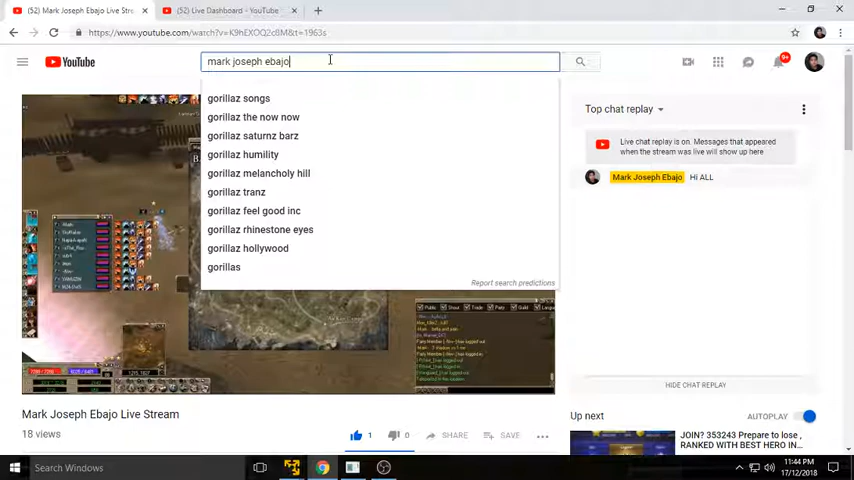 (52) Mark Joseph Ebajo Live Stre
(52) Live Dashboard - YouTube
https://www.youtube.com/watch?v=K9hEXOQ2c8M&t=1963s
YouTube
mark joseph ebajo
9+
gorillaz songs
gorillaz the now now
gorillaz saturnz barz
gorillaz humility
gorillaz melancholy hill
gorillaz tranz
gorillaz feel good inc
gorillaz rhinestone eyes
gorillaz hollywood
gorillas
Report search predictions
Top chat replay
Live chat replay is on. Messages that appeared
when the stream was live will show up here
Mark Joseph Ebajo Hi ALL
HIDE CHAT REPLAY
Mark Joseph Ebajo Live Stream
18 views
1
0
SHARE
SAVE
Up next
AUTOPLAY
JOIN? 353243 Prepare to lose ,
RANKED WITH BEST HERO IN
Search Windows
11:44 PM
17/12/2018